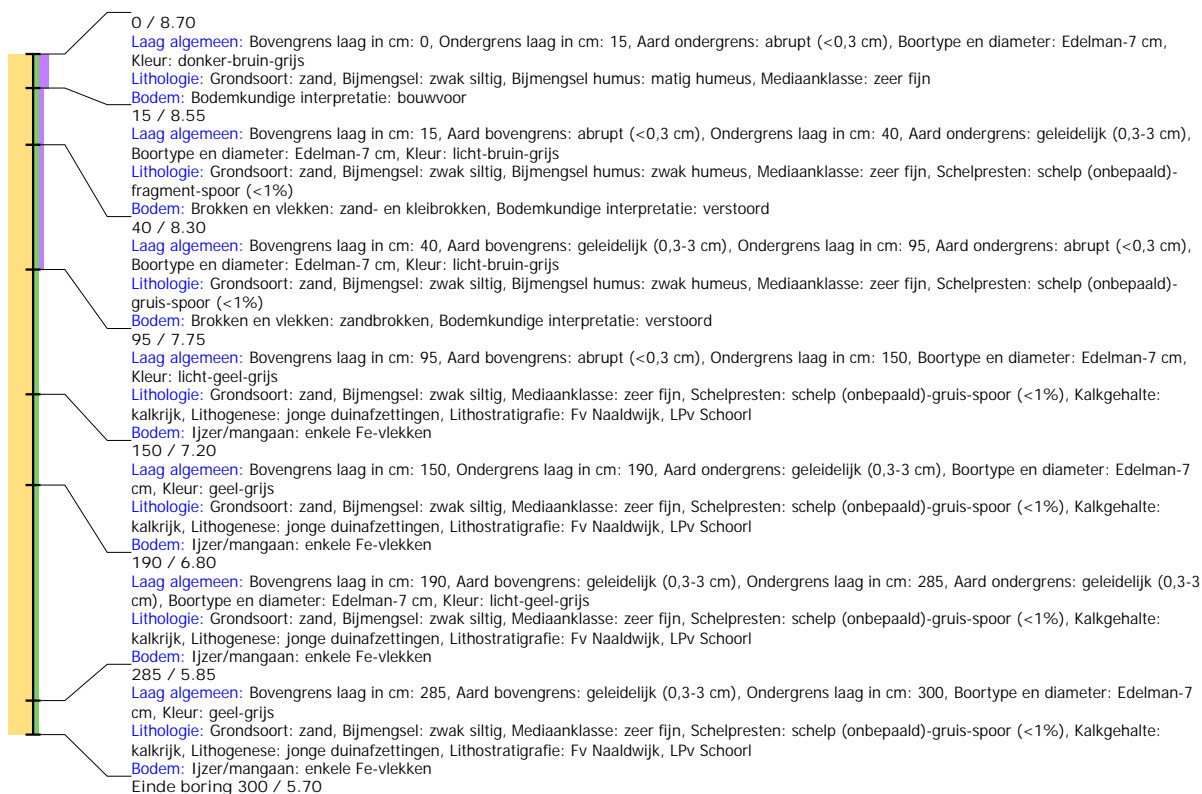 0 / 8.70
Laag algemeen: Bovengrens laag in cm: 0, Ondergrens laag in cm: 15, Aard ondergrens: abrupt (<0,3 cm), Boortype en diameter: Edelman-7 cm,
Kleur: donker-bruin-grijs
Lithologie: Grondsoort: zand, Bijmengsel: zwak siltig, Bijmengsel humus: matig humeus, Mediaanklasse: zeer fijn
Bodem: Bodemkundige interpretatie: bouwvoor
15 / 8.55
Laag algemeen: Bovengrens laag in cm: 15, Aard bovengrens: abrupt (<0,3 cm), Ondergrens laag in cm: 40, Aard ondergrens: geleidelijk (0,3-3 cm),
Boortype en diameter: Edelman-7 cm, Kleur: licht-bruin-grijs
Lithologie: Grondsoort: zand, Bijmengsel: zwak siltig, Bijmengsel humus: zwak humeus, Mediaanklasse: zeer fijn, Schelpresten: schelp (onbepaald)-
fragment-spoor (<1%)
Bodem: Brokken en vlekken: zand- en kleibrokken, Bodemkundige interpretatie: verstoord
40 / 8.30
Laag algemeen: Bovengrens laag in cm: 40, Aard bovengrens: geleidelijk (0,3-3 cm), Ondergrens laag in cm: 95, Aard ondergrens: abrupt (<0,3 cm),
Boortype en diameter: Edelman-7 cm, Kleur: licht-bruin-grijs
Lithologie: Grondsoort: zand, Bijmengsel: zwak siltig, Bijmengsel humus: zwak humeus, Mediaanklasse: zeer fijn, Schelpresten: schelp (onbepaald)-
gruis-spoor (<1%)
Bodem: Brokken en vlekken: zandbrokken, Bodemkundige interpretatie: verstoord
95 / 7.75
Laag algemeen: Bovengrens laag in cm: 95, Aard bovengrens: abrupt (<0,3 cm), Ondergrens laag in cm: 150, Boortype en diameter: Edelman-7 cm,
Kleur: licht-geel-grijs
Lithologie: Grondsoort: zand, Bijmengsel: zwak siltig, Mediaanklasse: zeer fijn, Schelpresten: schelp (onbepaald)-gruis-spoor (<1%), Kalkgehalte:
kalkrijk, Lithogenese: jonge duinafzettingen, Lithostratigrafie: Fv Naaldwijk, LPv Schoorl
Bodem: Ijzer/mangaan: enkele Fe-vlekken
150 / 7.20
Laag algemeen: Bovengrens laag in cm: 150, Ondergrens laag in cm: 190, Aard ondergrens: geleidelijk (0,3-3 cm), Boortype en diameter: Edelman-7
cm, Kleur: geel-grijs
Lithologie: Grondsoort: zand, Bijmengsel: zwak siltig, Mediaanklasse: zeer fijn, Schelpresten: schelp (onbepaald)-gruis-spoor (<1%), Kalkgehalte:
kalkrijk, Lithogenese: jonge duinafzettingen, Lithostratigrafie: Fv Naaldwijk, LPv Schoorl
Bodem: Ijzer/mangaan: enkele Fe-vlekken
190 / 6.80
Laag algemeen: Bovengrens laag in cm: 190, Aard bovengrens: geleidelijk (0,3-3 cm), Ondergrens laag in cm: 285, Aard ondergrens: geleidelijk (0,3-3
cm), Boortype en diameter: Edelman-7 cm, Kleur: licht-geel-grijs
Lithologie: Grondsoort: zand, Bijmengsel: zwak siltig, Mediaanklasse: zeer fijn, Schelpresten: schelp (onbepaald)-gruis-spoor (<1%), Kalkgehalte:
kalkrijk, Lithogenese: jonge duinafzettingen, Lithostratigrafie: Fv Naaldwijk, LPv Schoorl
Bodem: Ijzer/mangaan: enkele Fe-vlekken
285 / 5.85
Laag algemeen: Bovengrens laag in cm: 285, Aard bovengrens: geleidelijk (0,3-3 cm), Ondergrens laag in cm: 300, Boortype en diameter: Edelman-7
cm, Kleur: geel-grijs
Lithologie: Grondsoort: zand, Bijmengsel: zwak siltig, Mediaanklasse: zeer fijn, Schelpresten: schelp (onbepaald)-gruis-spoor (<1%), Kalkgehalte:
kalkrijk, Lithogenese: jonge duinafzettingen, Lithostratigrafie: Fv Naaldwijk, LPv Schoorl
Bodem: Ijzer/mangaan: enkele Fe-vlekken
Einde boring 300 / 5.70